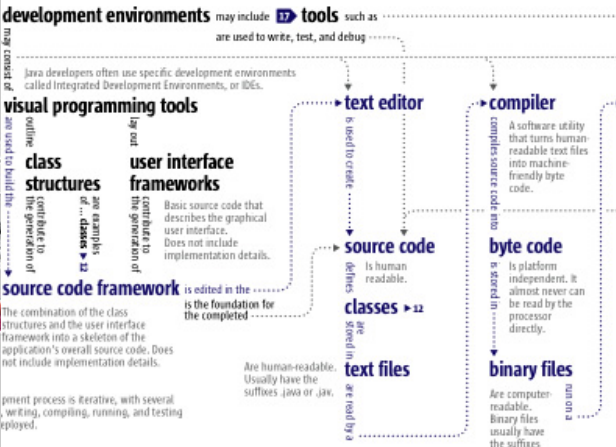 development environments may include 17 tools such as
are used to write, test, and debug
may consist of
Java developers often use specific development environments
called Integrated Development Environments, or IDEs.
visual programming tools
are used to build the
outline
class
structures
contribute to
the generation of
are examples
of ... classes ▸ 12
lay out
user interface
frameworks
contribute to
the generation of
Basic source code that
describes the graphical
user interface.
Does not include
implementation details.
source code framework is edited in the
is the foundation for
the completed
The combination of the class
structures and the user interface
framework into a skeleton of the
application's overall source code. Does
not include implementation details.
pment process is iterative, with several
, writing, compiling, running, and testing
eployed.
text editor
is used to create
source code
Is human
readable.
defines
classes ▸ 12
are
stored in
text files
Are human-readable.
Usually have the
suffixes .java or .jav.
are read by a
compiler
A software utility
that turns human-
readable text files
into machine-
friendly byte
code.
compiles source code into
byte code
Is platform
independent. It
almost never can
be read by the
processor
directly.
is stored in
binary files
Are computer-
readable.
Binary files
usually have
the suffixes
run on a